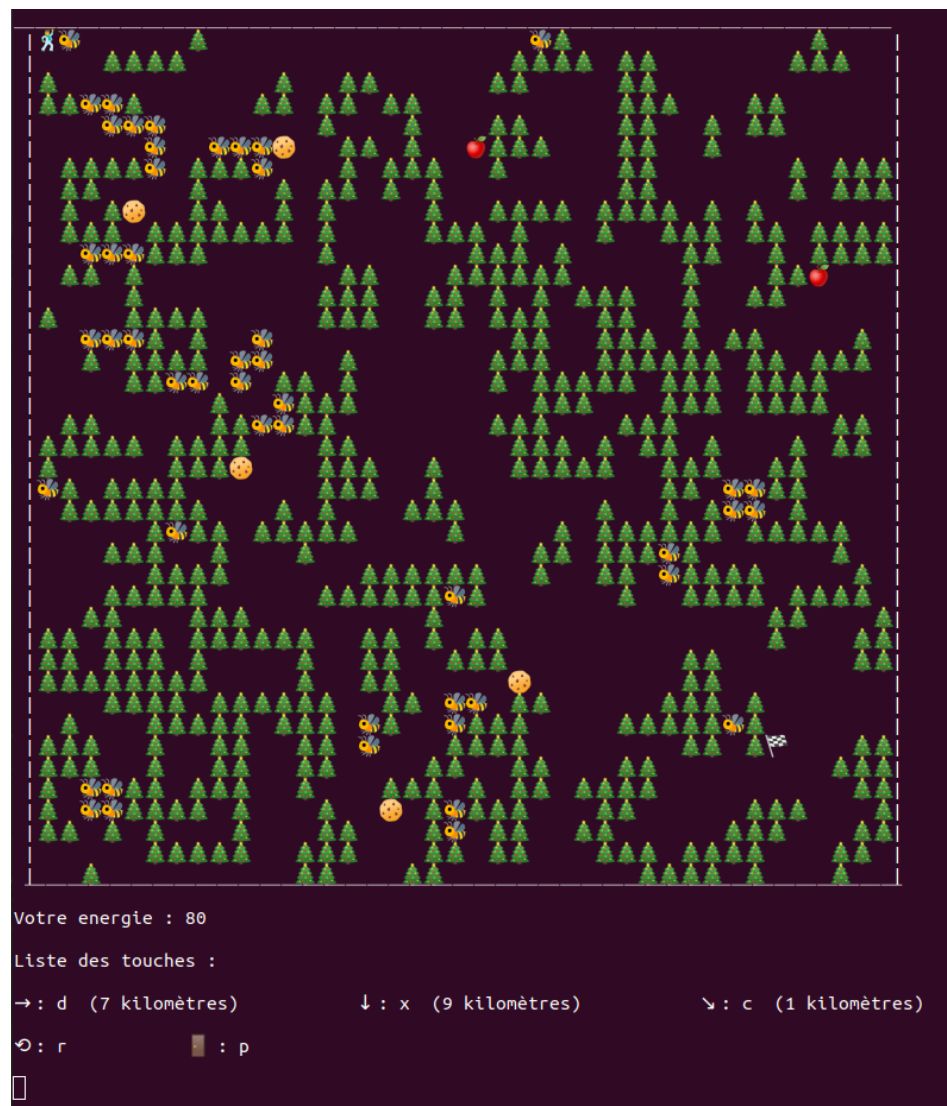 Votre energie : 80
Liste des touches :
→: d (7 kilomètres) ↓: x (9 kilomètres) ↘: c (1 kilomètres)
⟲: r 🚪 : p